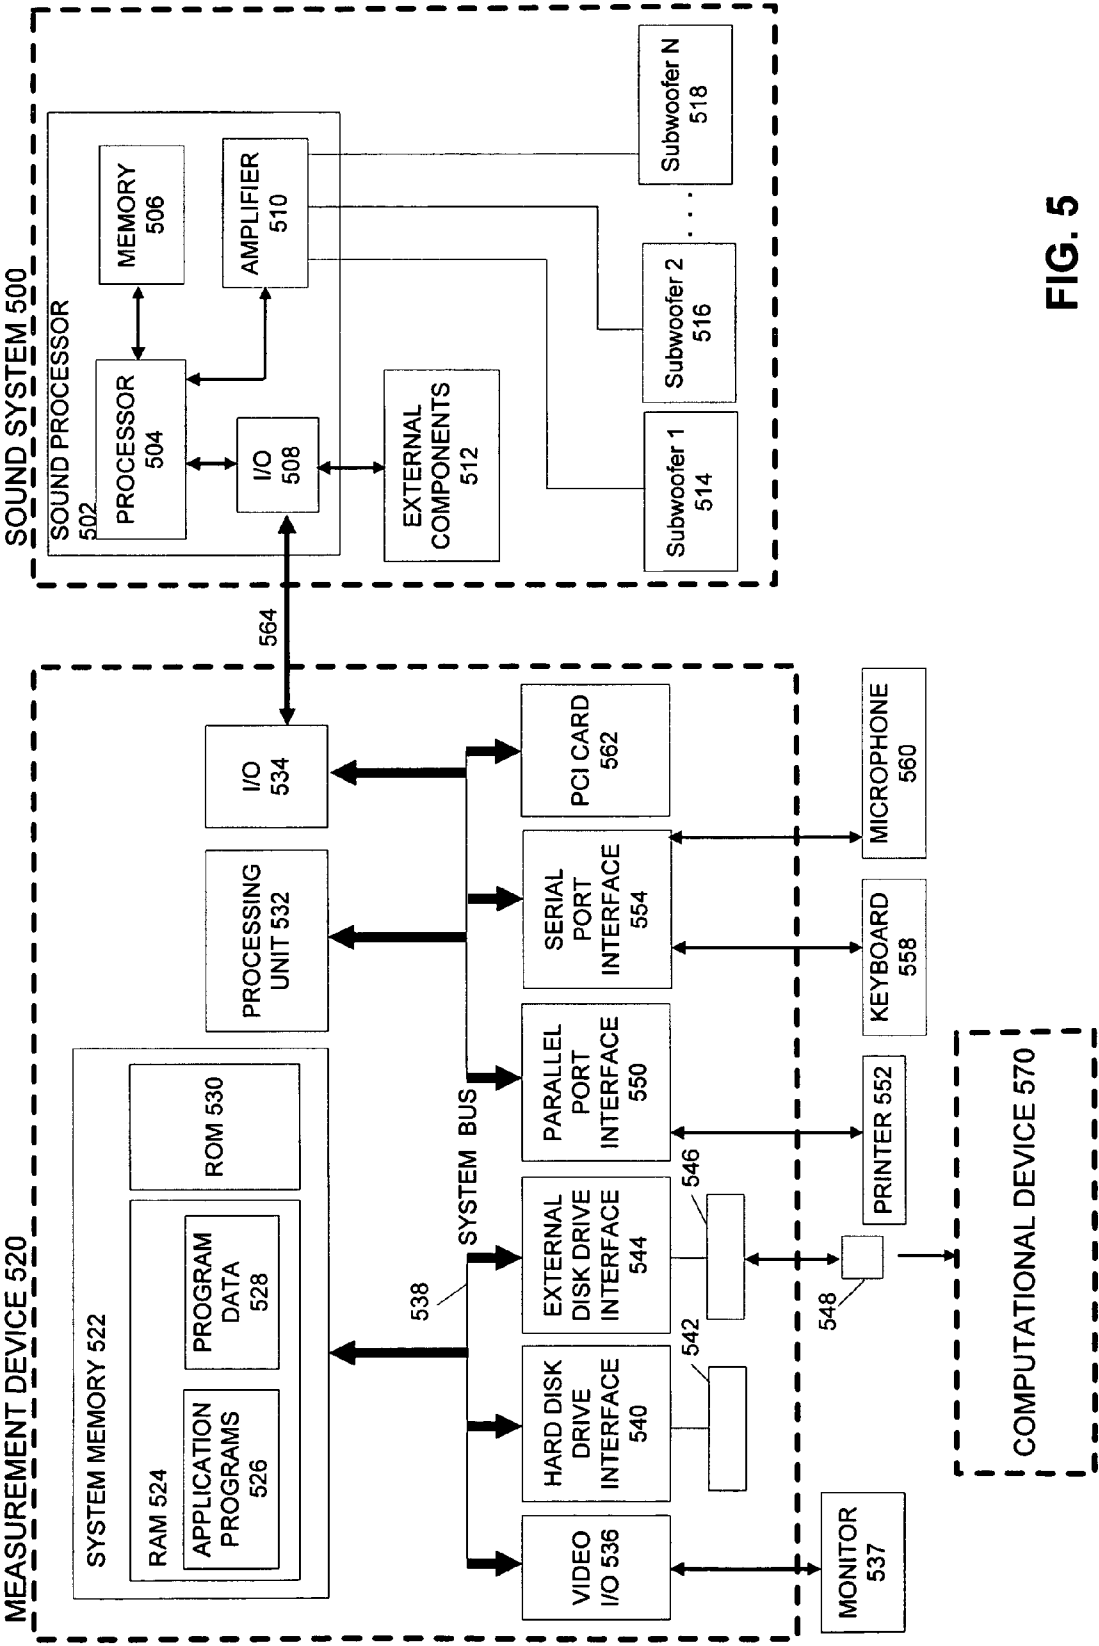 MEASUREMENT DEVICE 520
SYSTEM MEMORY 522
RAM 524
APPLICATION
PROGRAMS
526
PROGRAM
DATA
528
ROM 530
PROCESSING
UNIT 532
I/O
534
538
SYSTEM BUS
VIDEO
I/O 536
HARD DISK
DRIVE
INTERFACE
540
EXTERNAL
DISK DRIVE
INTERFACE
544
PARALLEL
PORT
INTERFACE
550
SERIAL
PORT
INTERFACE
554
PCI CARD
562
542
546
MONITOR
537
548
PRINTER 552
KEYBOARD
558
MICROPHONE
560
COMPUTATIONAL DEVICE 570
564
SOUND SYSTEM 500
SOUND PROCESSOR
502
PROCESSOR
504
MEMORY
506
I/O
508
AMPLIFIER
510
EXTERNAL
COMPONENTS
512
Subwoofer 1
514
Subwoofer 2
516
. . . .
Subwoofer N
518
FIG. 5